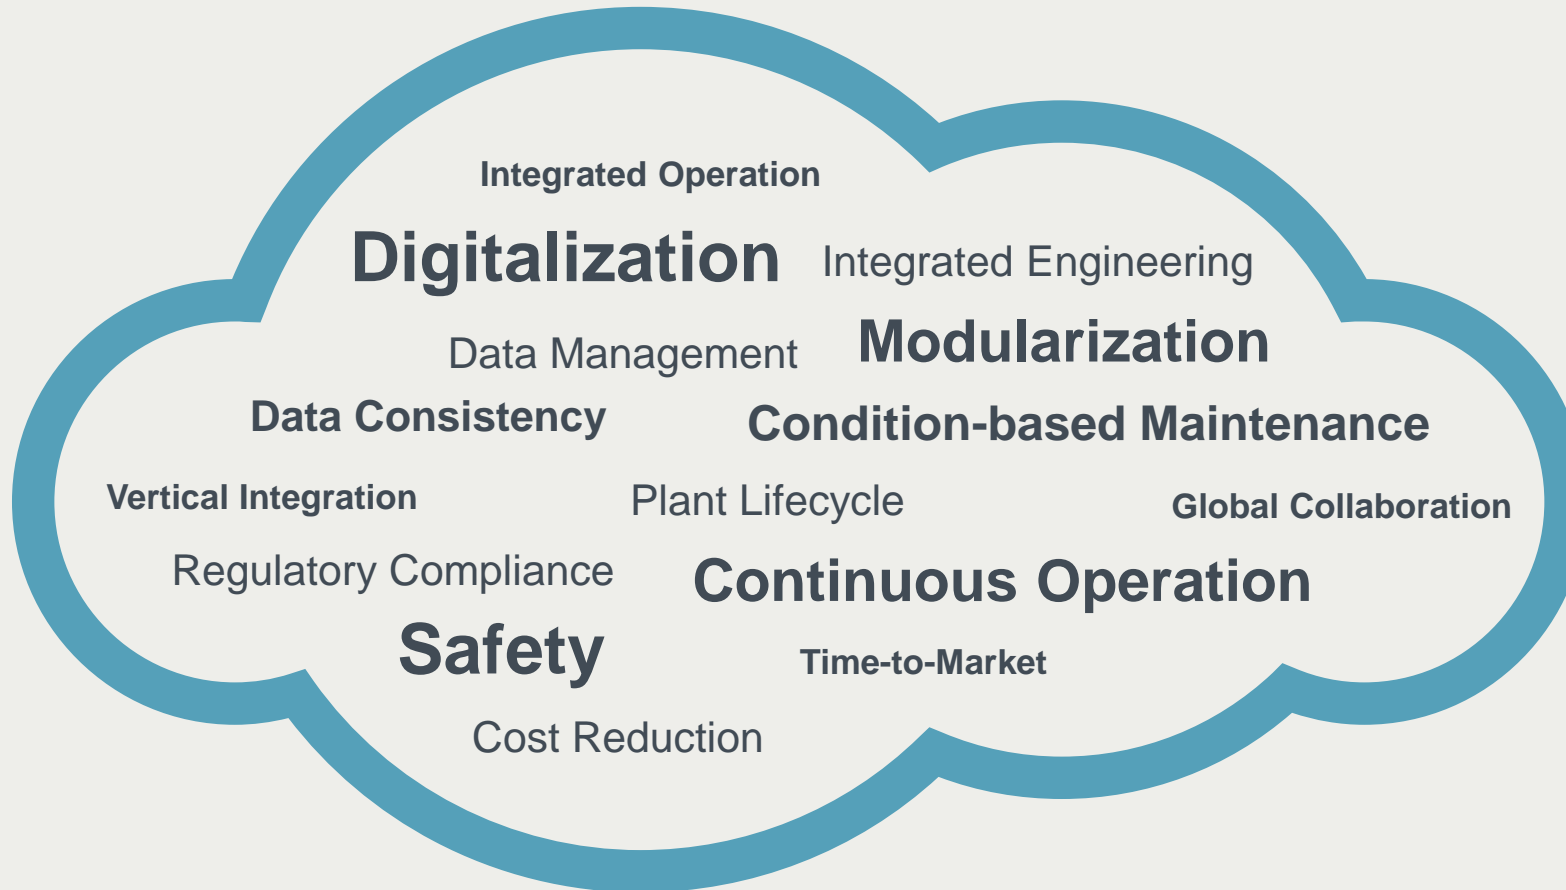 Integrated Operation
Digitalization
Integrated Engineering
Modularization
Data Management
Data Consistency
Condition-based Maintenance
Vertical Integration
Plant Lifecycle
Global Collaboration
Regulatory Compliance
Continuous Operation
Safety
Time-to-Market
Cost Reduction